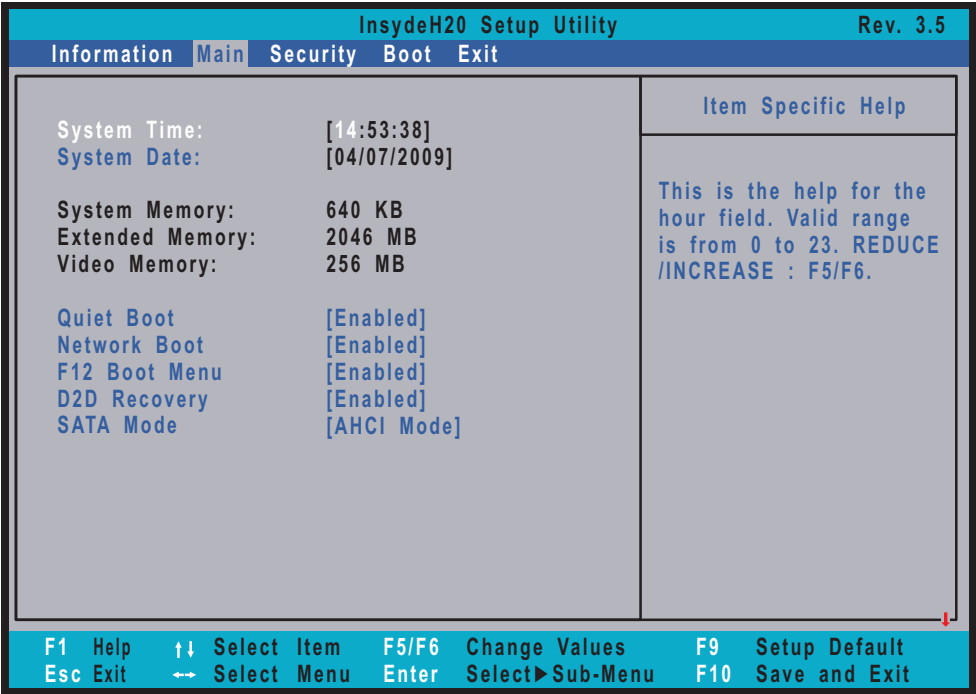 InsydeH20 Setup Utility Rev. 3.5
Information Main Security Boot Exit
System Time: [14:53:38]
System Date: [04/07/2009]
System Memory: 640 KB
Extended Memory: 2046 MB
Video Memory: 256 MB
Quiet Boot [Enabled]
Network Boot [Enabled]
F12 Boot Menu [Enabled]
D2D Recovery [Enabled]
SATA Mode [AHCI Mode]
Item Specific Help
This is the help for the
hour field. Valid range
is from 0 to 23. REDUCE
/INCREASE : F5/F6.
F1 Help ↑↓ Select Item F5/F6 Change Values F9 Setup Default
Esc Exit ←→ Select Menu Enter Select▶Sub-Menu F10 Save and Exit